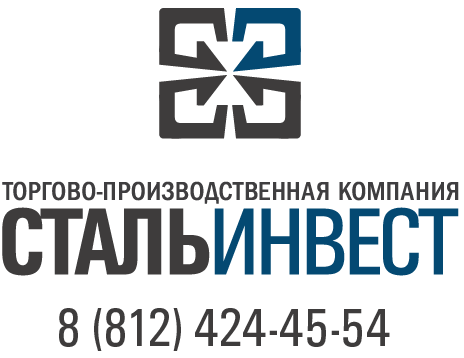 ТОРГОВО-ПРОИЗВОДСТВЕННАЯ КОМПАНИЯ
СТАЛЬИНВЕСТ
8 (812) 424-45-54